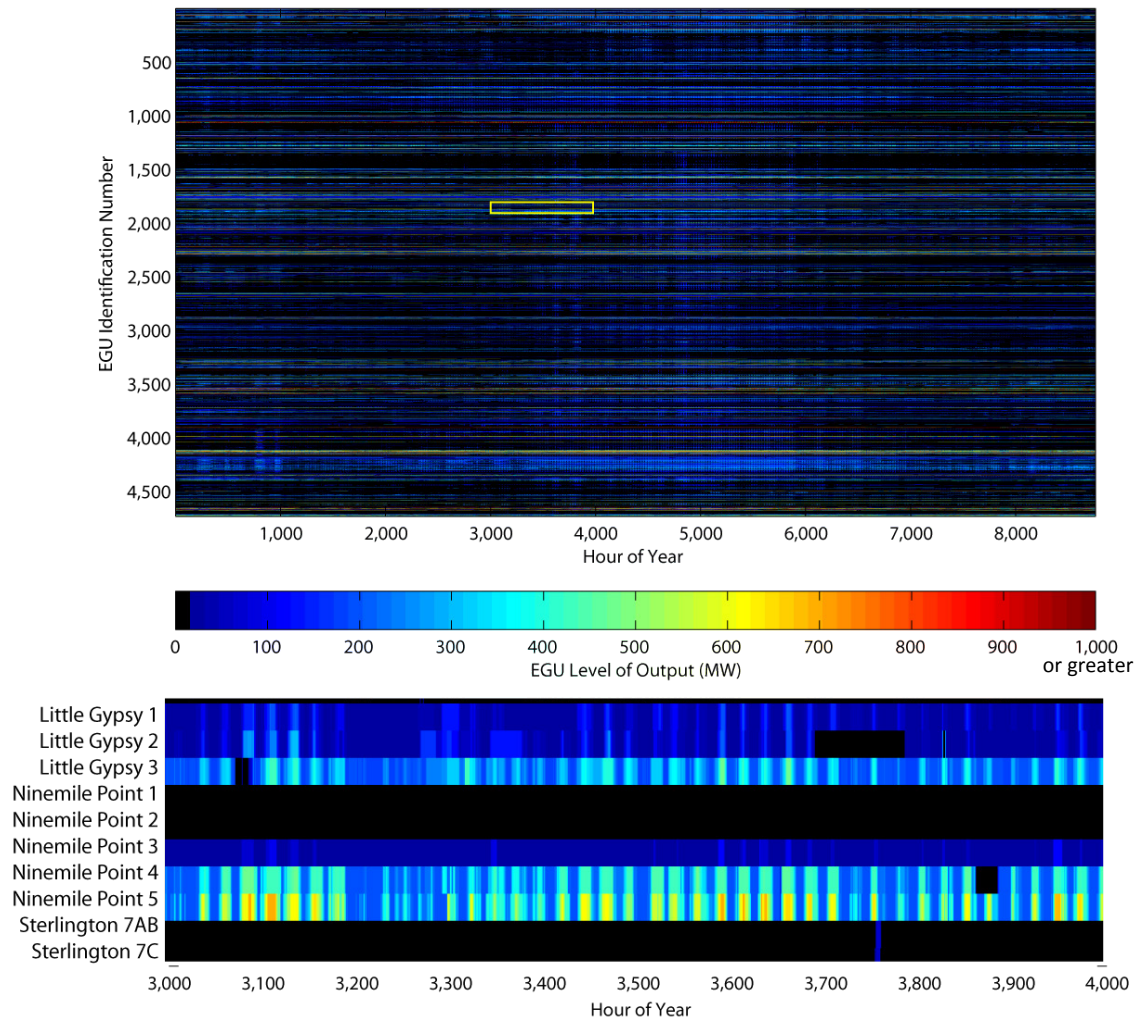 500
1,000
1,500
2,000
2,500
3,000
3,500
4,000
4,500
EGU Identification Number
1,000 2,000 3,000 4,000 5,000 6,000 7,000 8,000
Hour of Year
0 100 200 300 400 500 600 700 800 900 1,000
or greater
EGU Level of Output (MW)
Little Gypsy 1
Little Gypsy 2
Little Gypsy 3
Ninemile Point 1
Ninemile Point 2
Ninemile Point 3
Ninemile Point 4
Ninemile Point 5
Sterlington 7AB
Sterlington 7C
3,000 3,100 3,200 3,300 3,400 3,500 3,600 3,700 3,800 3,900 4,000
Hour of Year